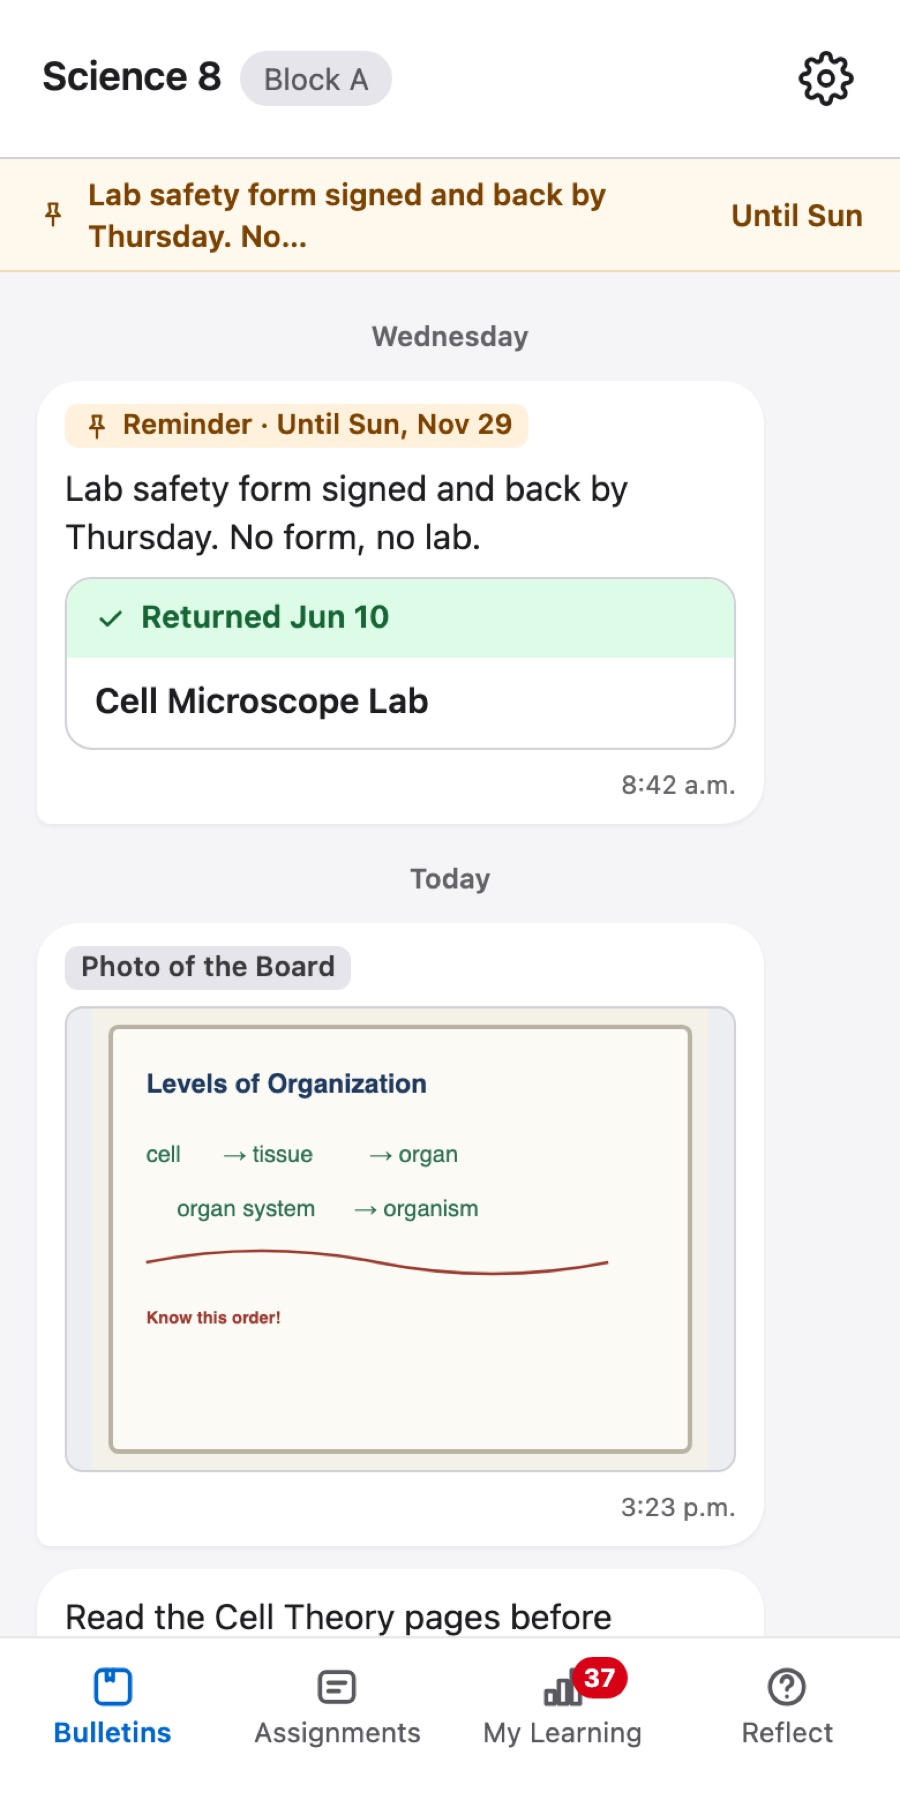 Science 8 Block A
Lab safety form signed and back by
Thursday. No...
Until Sun
Wednesday
Reminder · Until Sun, Nov 29
Lab safety form signed and back by
Thursday. No form, no lab.
Returned Jun 10
Cell Microscope Lab
8:42 a.m.
Today
Photo of the Board
Levels of Organization
cell → tissue → organ
organ system → organism
Know this order!
3:23 p.m.
Read the Cell Theory pages before
37
Bulletins Assignments My Learning Reflect